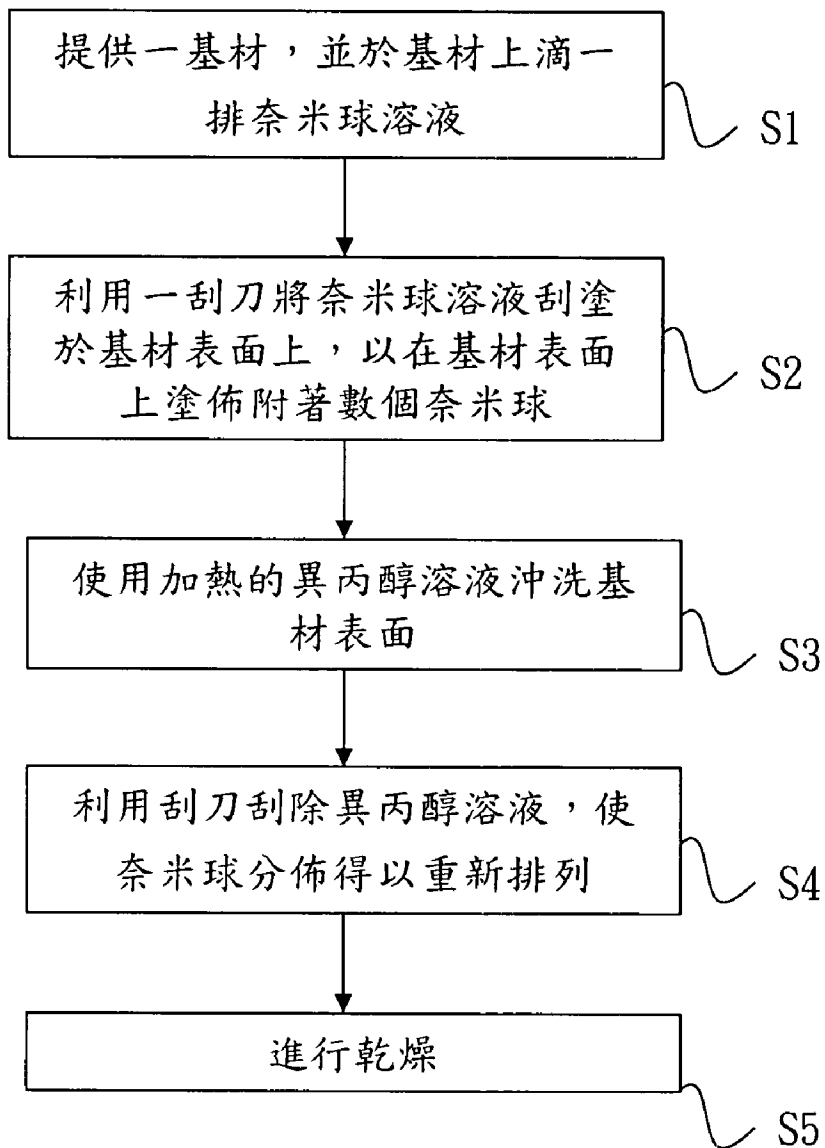 提供一基材，並於基材上滴一
排奈米球溶液
S1
利用一刮刀將奈米球溶液刮塗
於基材表面上，以在基材表面
上塗佈附著數個奈米球
S2
使用加熱的異丙醇溶液沖洗基
材表面
S3
利用刮刀刮除異丙醇溶液，使
奈米球分佈得以重新排列
S4
進行乾燥
S5